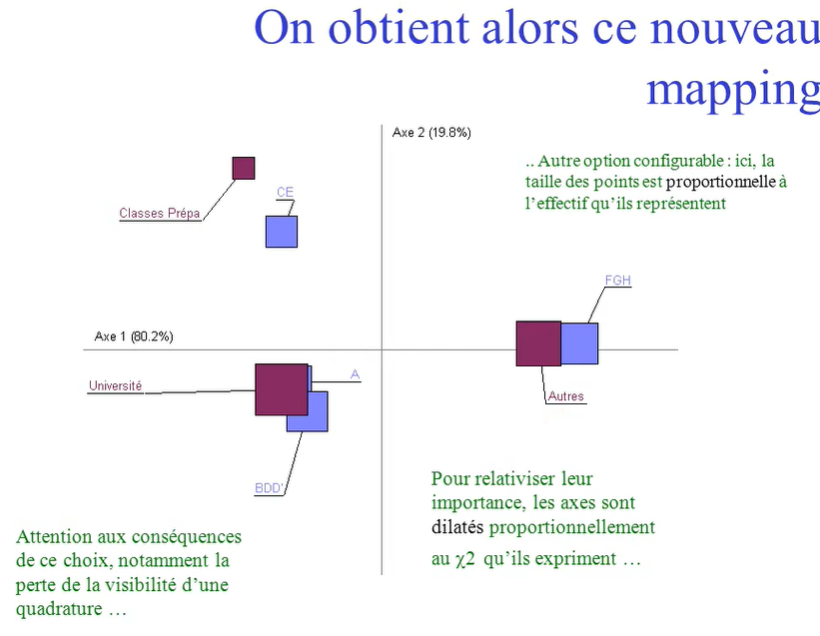 On obtient alors ce nouveau
mapping
Axe 2 (19.8%)
.. Autre option configurable : ici, la
taille des points est proportionnelle à
l’effectif qu’ils représentent
CE
Classes Prépa
FGH
Axe 1 (80.2%)
A
Université
Autres
BDD'
Pour relativiser leur
importance, les axes sont
dilatés proportionnellement
au χ2 qu’ils expriment …
Attention aux conséquences
de ce choix, notamment la
perte de la visibilité d’une
quadrature …